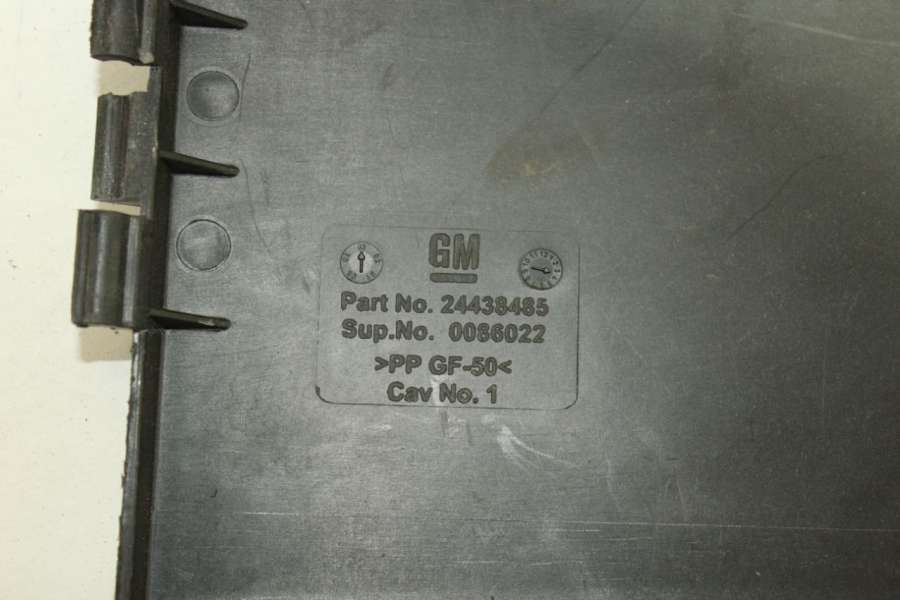 GM
Part No. 24438485
Sup.No. 0086022
>PP GF-50<
Cav No. 1